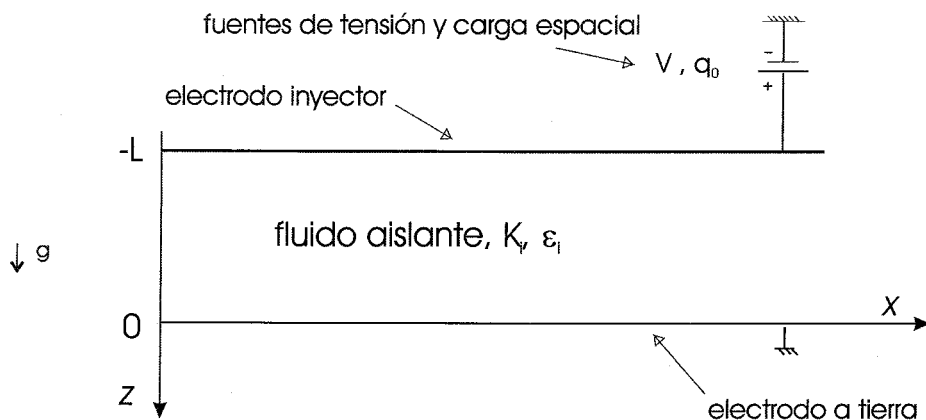 fuentes de tensión y carga espacial
V , q₀
-
+
electrodo inyector
-L
fluido aislante, Kᵢ, εᵢ
g
0
X
Z
electrodo a tierra